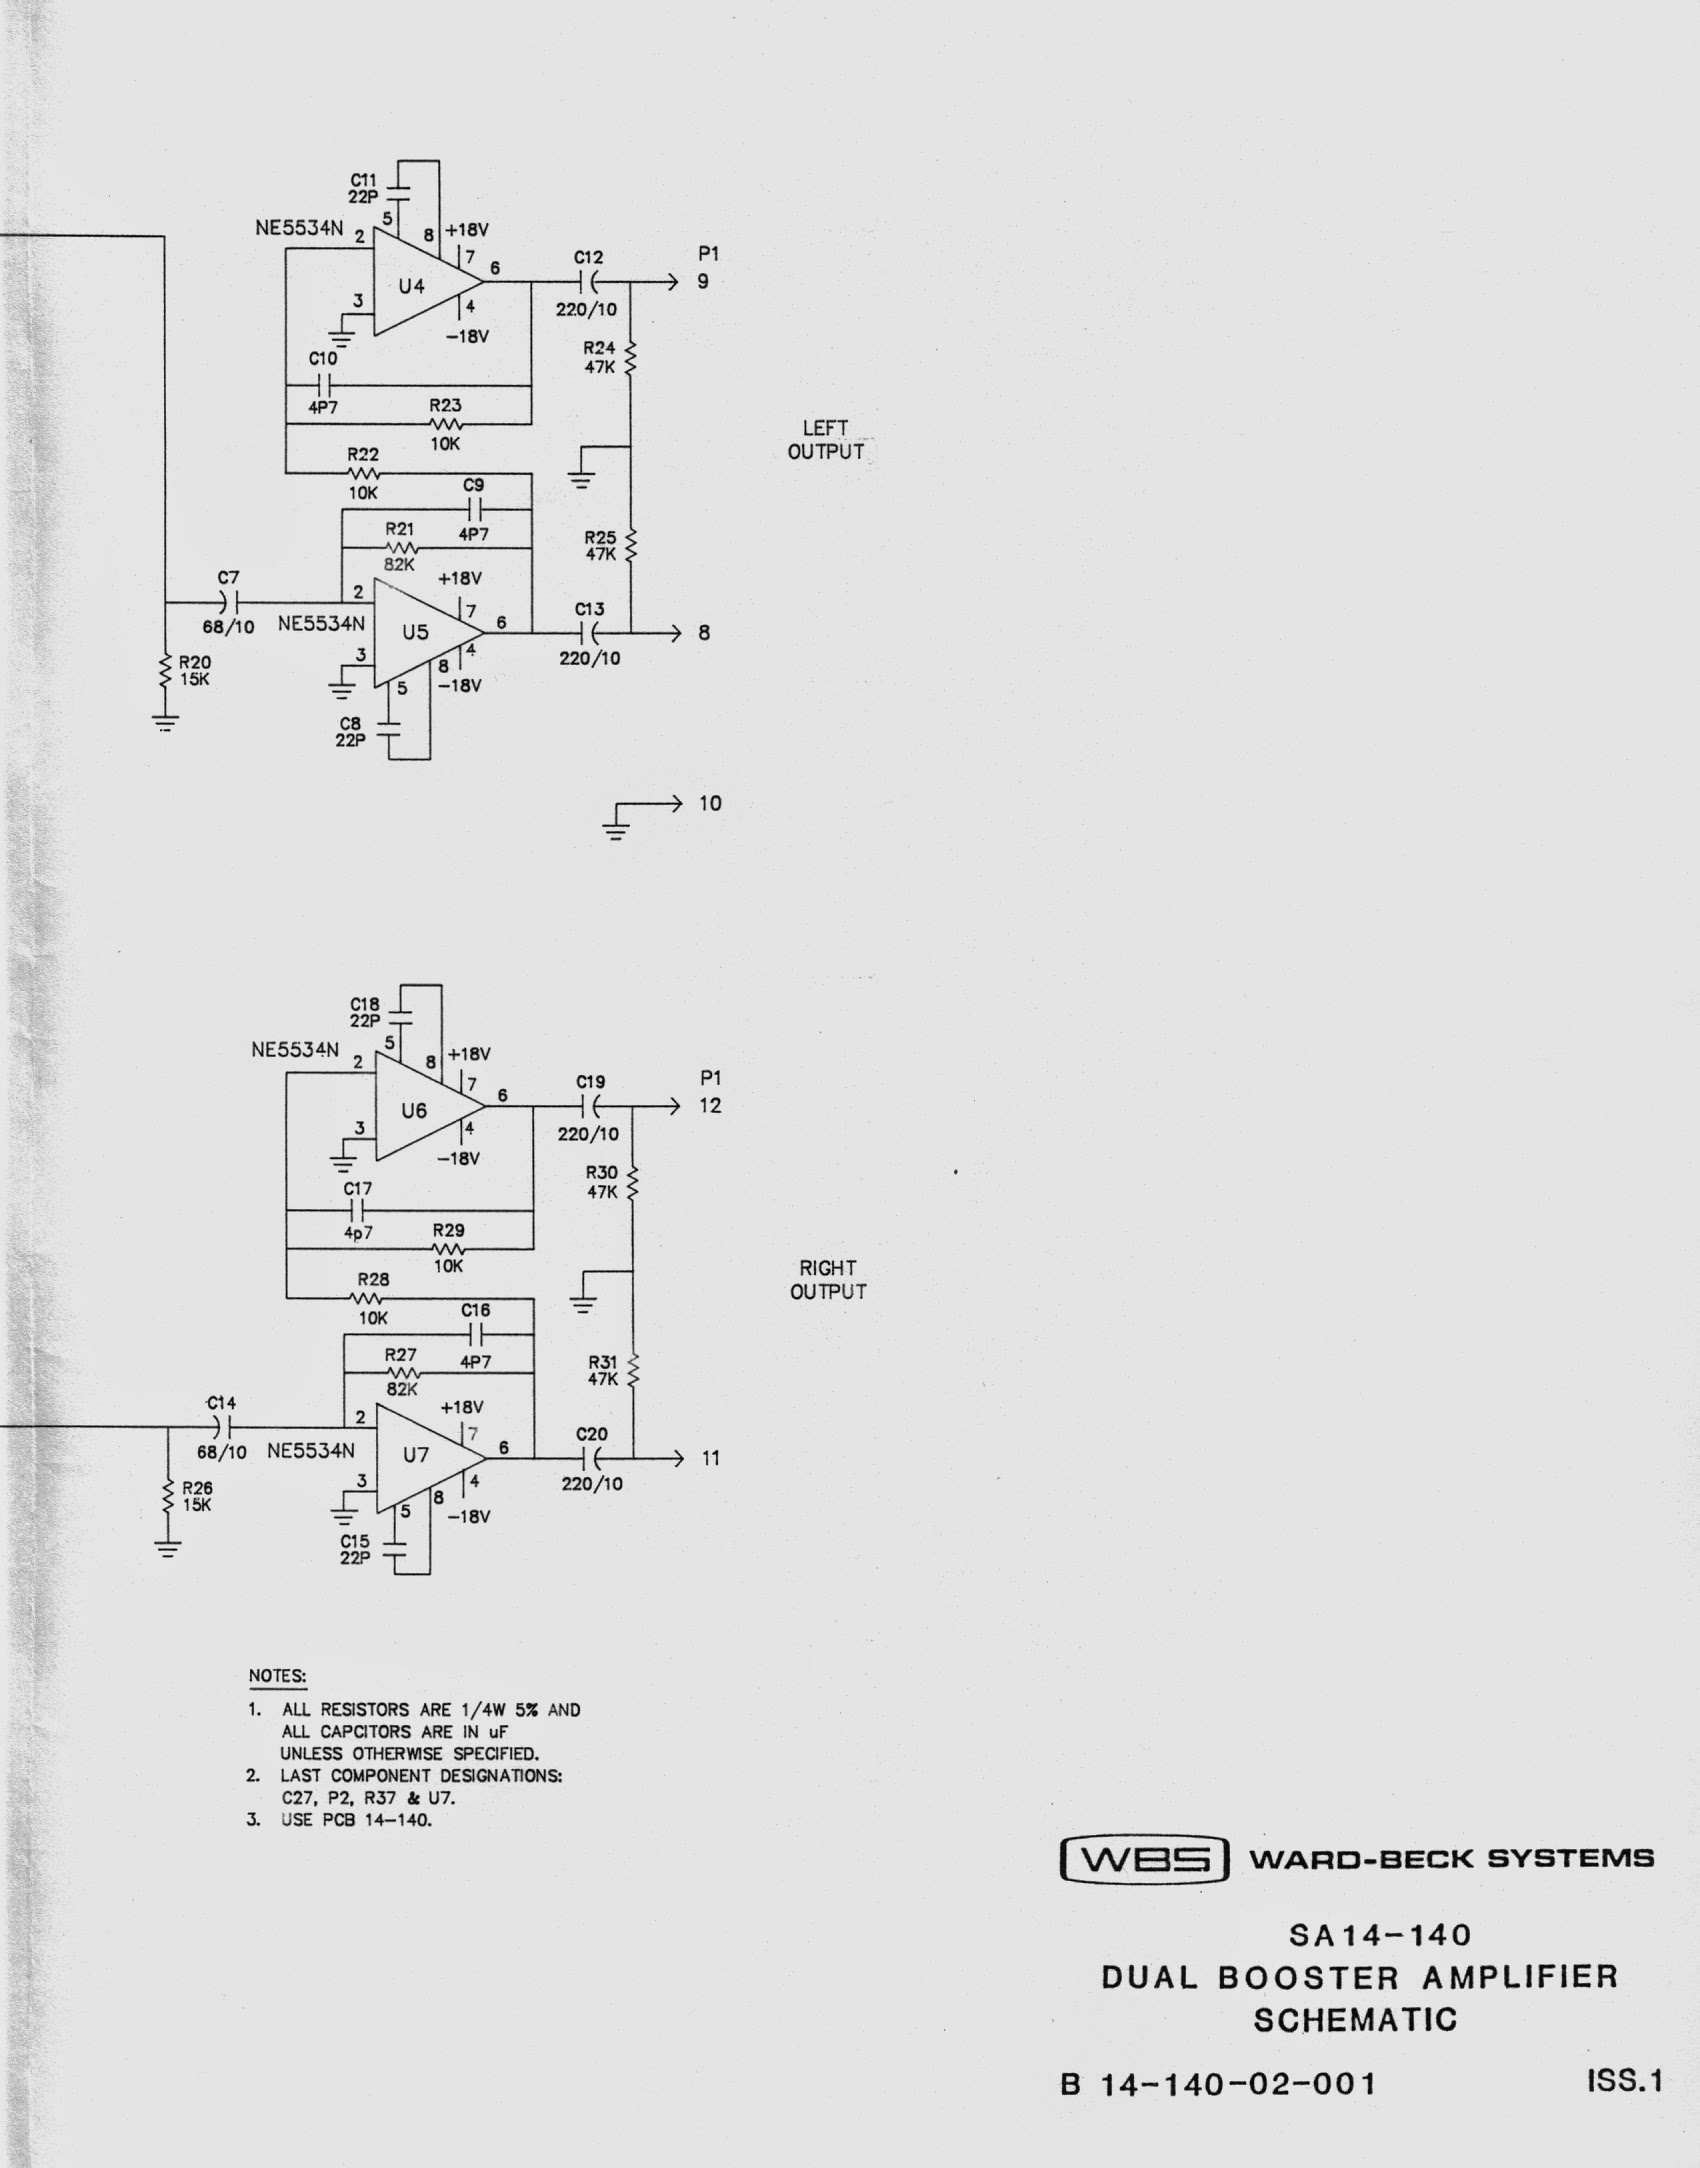 C11
22P
5
NE5534N
2
8
+18V
7
6
U4
3
4
-18V
C12
220/10
P1
9
C10
4P7
R24
47K
R23
10K
LEFT
OUTPUT
R22
10K
C9
4P7
R21
82K
R25
47K
C7
68/10
NE5534N
2
+18V
7
6
U5
3
4
8
-18V
5
C13
220/10
8
R20
15K
C8
22P
10
C18
22P
5
NE5534N
2
8
+18V
7
6
U6
3
4
-18V
C19
220/10
P1
12
C17
4p7
R30
47K
R29
10K
RIGHT
OUTPUT
R28
10K
C16
4P7
R27
82K
R31
47K
C14
68/10
NE5534N
2
+18V
7
6
U7
3
4
8
-18V
5
C20
220/10
11
R26
15K
C15
22P
NOTES:
1. ALL RESISTORS ARE 1/4W 5% AND
ALL CAPCITORS ARE IN uF
UNLESS OTHERWISE SPECIFIED.
2. LAST COMPONENT DESIGNATIONS:
C27, P2, R37 & U7.
3. USE PCB 14-140.
WBS WARD-BECK SYSTEMS
SA14-140
DUAL BOOSTER AMPLIFIER
SCHEMATIC
B 14-140-02-001 ISS.1